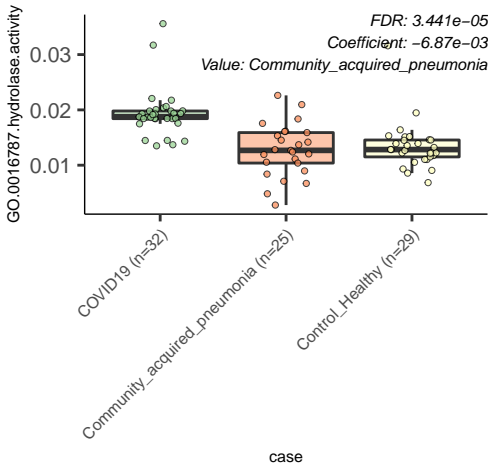 FDR: 3.441e−05
Coefficient: −6.87e−03
Value: Community_acquired_pneumonia
GO.0016787.hydrolase.activity
0.03
0.02
0.01
COVID19 (n=32)
Community_acquired_pneumonia (n=25)
Control_Healthy (n=29)
case